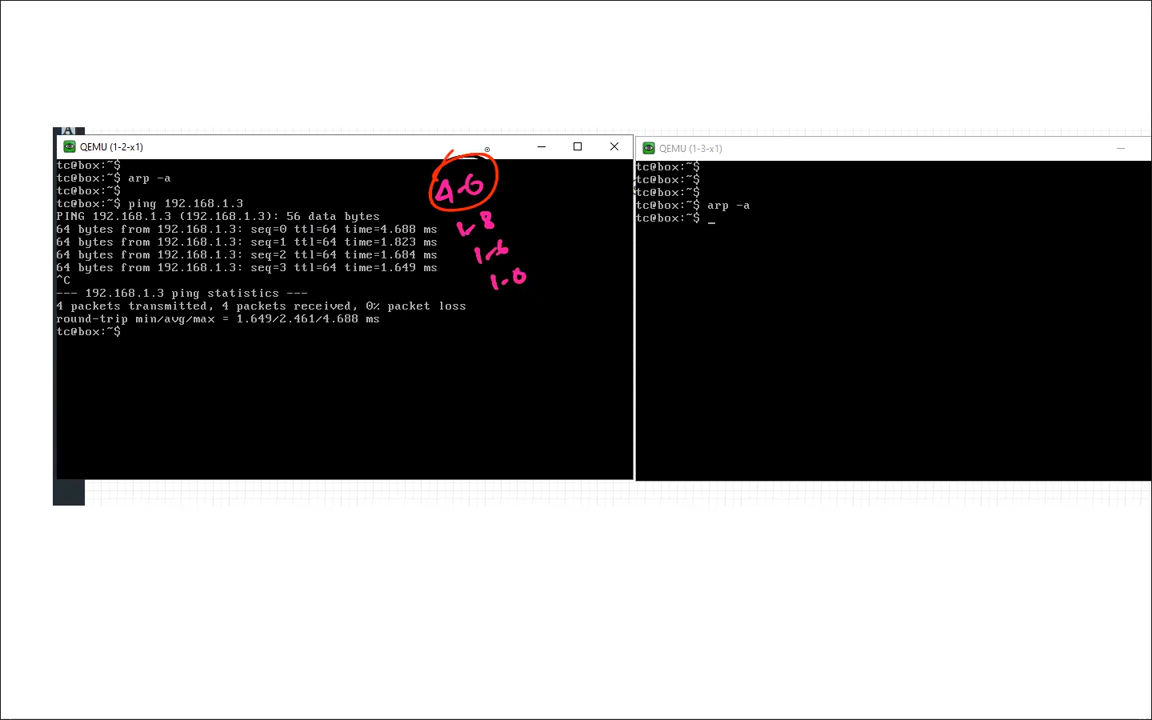 QEMU (1-2-x1)
tc@box:~$
tc@box:~$ arp -a
tc@box:~$
tc@box:~$ ping 192.168.1.3
PING 192.168.1.3 (192.168.1.3): 56 data bytes
64 bytes from 192.168.1.3: seq=0 ttl=64 time=4.688 ms
64 bytes from 192.168.1.3: seq=1 ttl=64 time=1.823 ms
64 bytes from 192.168.1.3: seq=2 ttl=64 time=1.684 ms
64 bytes from 192.168.1.3: seq=3 ttl=64 time=1.649 ms
^C
--- 192.168.1.3 ping statistics ---
4 packets transmitted, 4 packets received, 0% packet loss
round-trip min/avg/max = 1.649/2.461/4.688 ms
tc@box:~$
4-6
1-6
QEMU (1-3-x1)
tc@box:~$
tc@box:~$
tc@box:~$
tc@box:~$ arp -a
tc@box:~$ _